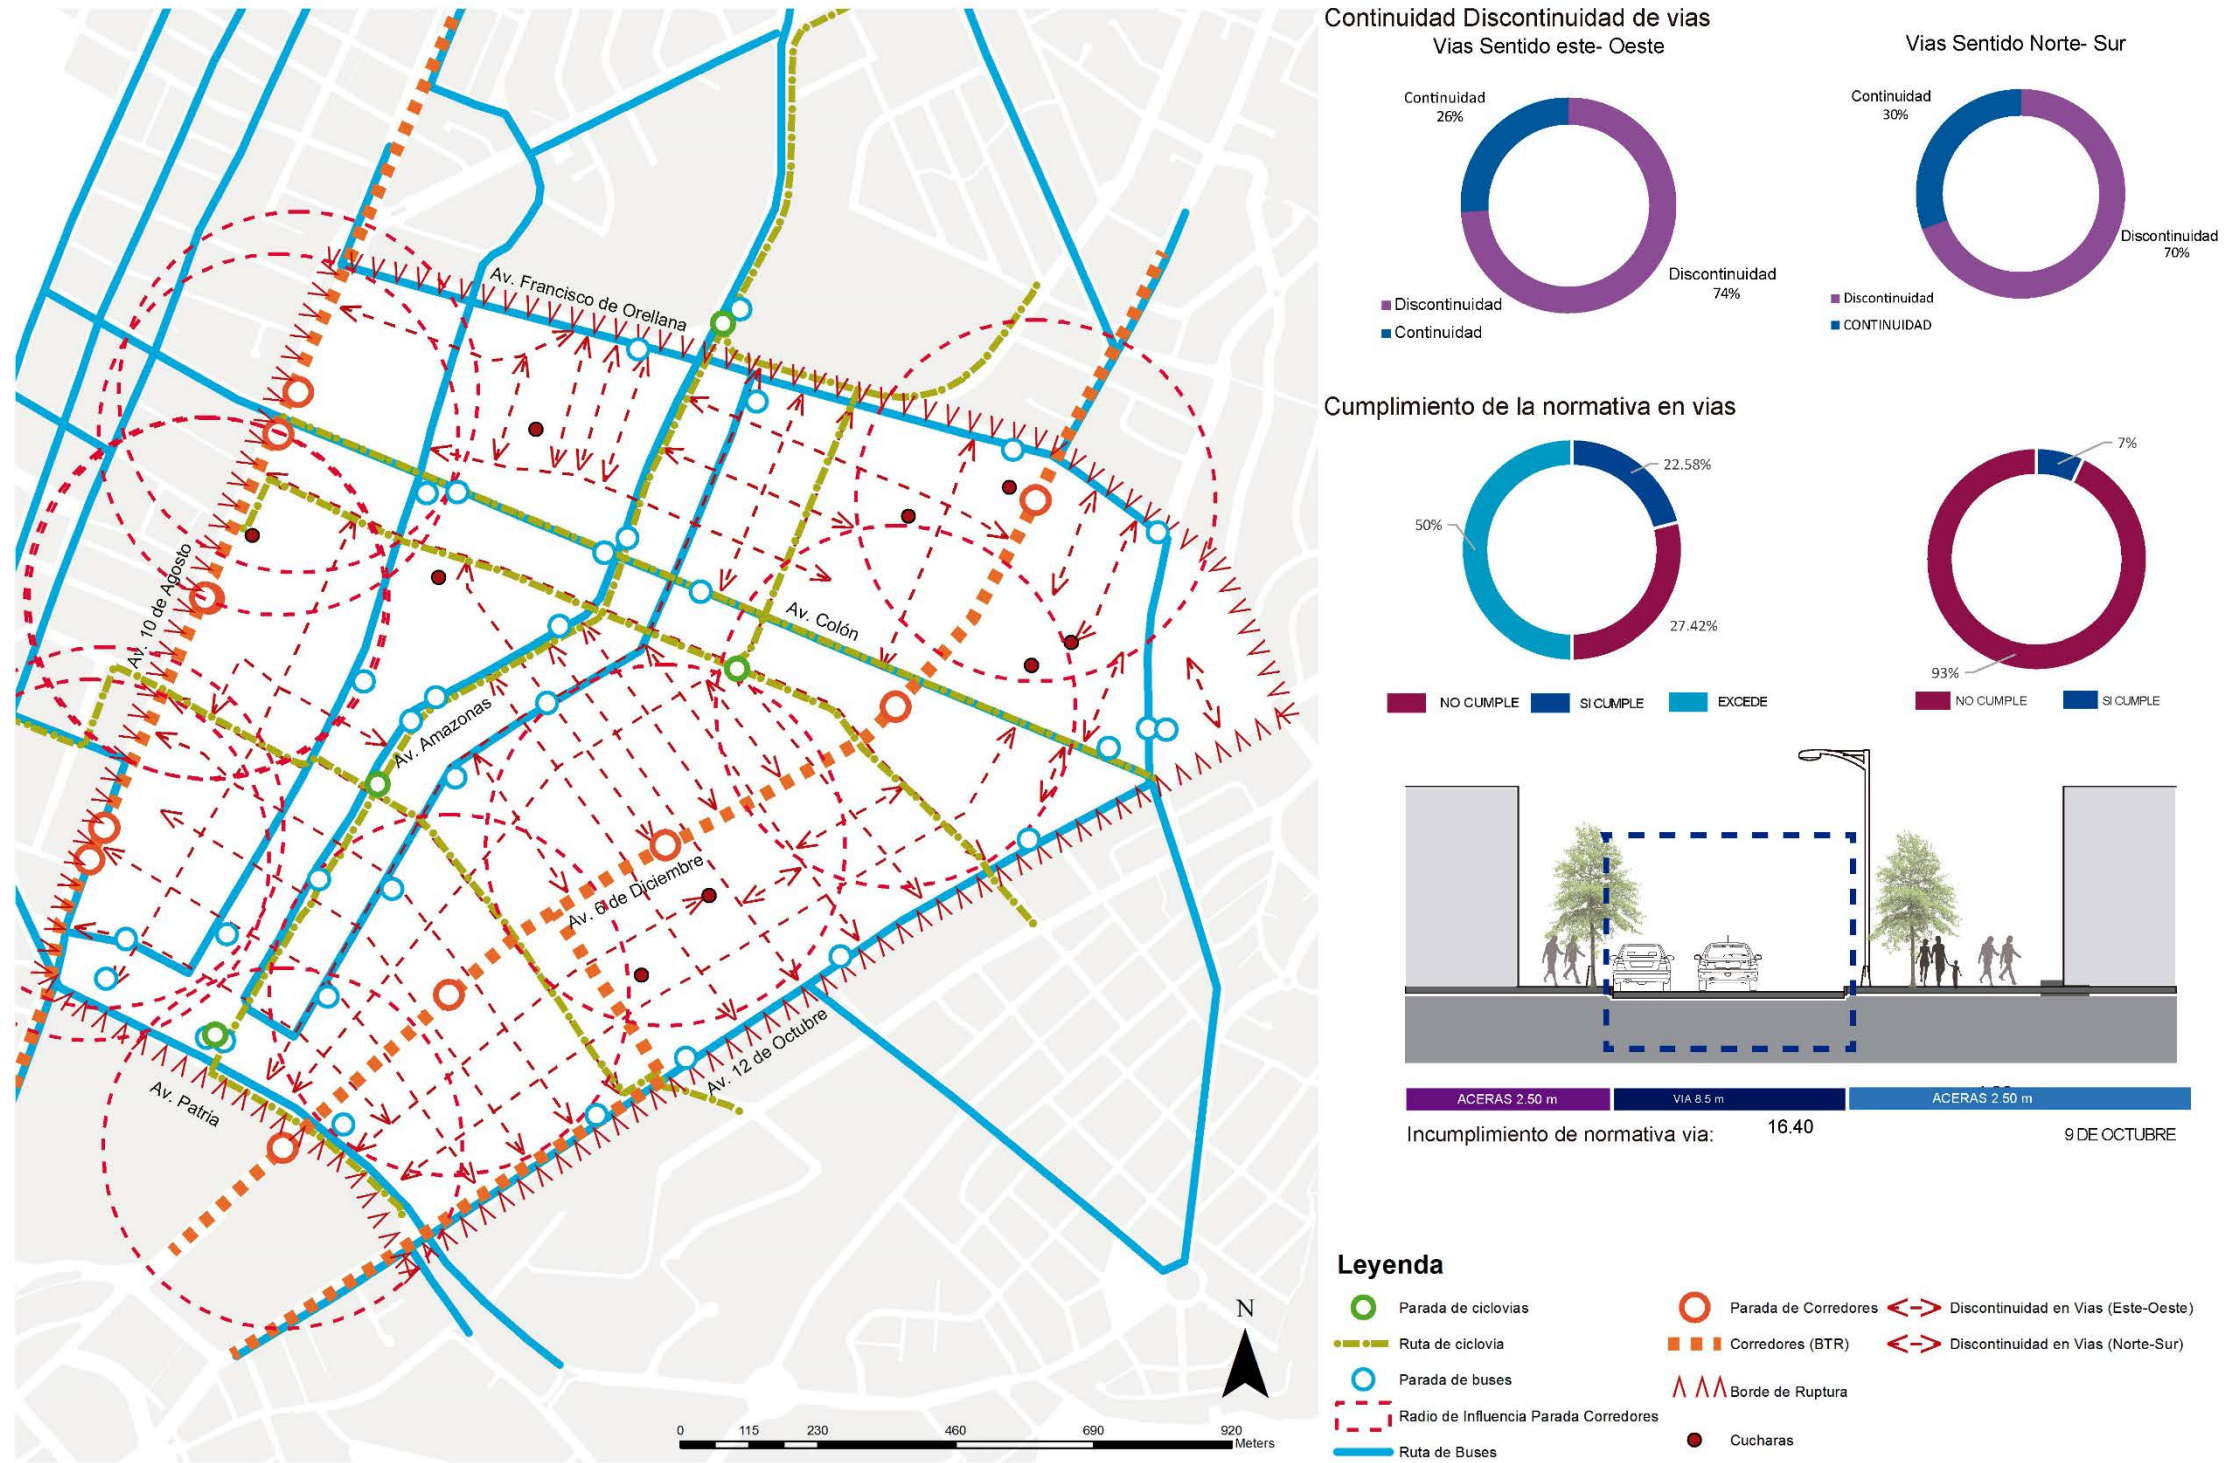 Continuidad Discontinuidad de vias
Vias Sentido este- Oeste
Vias Sentido Norte- Sur
Continuidad
26%
Discontinuidad
74%
Discontinuidad
Continuidad
Continuidad
30%
Discontinuidad
70%
Discontinuidad
CONTINUIDAD
Cumplimiento de la normativa en vias
22.58%
50%
27.42%
NO CUMPLE
SI CUMPLE
EXCEDE
7%
93%
NO CUMPLE
SI CUMPLE
ACERAS 2.50 m
VIA 8.5 m
ACERAS 2.50 m
Incumplimiento de normativa via:
16.40
9 DE OCTUBRE
Av. Francisco de Orellana
Av. 10 de Agosto
Av. Colón
Av. Amazonas
Av. 6 de Diciembre
Av. 12 de Octubre
Av. Patria
N
0 115 230 460 690 920
Meters
Leyenda
Parada de ciclovias
Ruta de ciclovia
Parada de buses
Radio de Influencia Parada Corredores
Ruta de Buses
Parada de Corredores
Corredores (BTR)
Borde de Ruptura
Cucharas
Discontinuidad en Vias (Este-Oeste)
Discontinuidad en Vias (Norte-Sur)